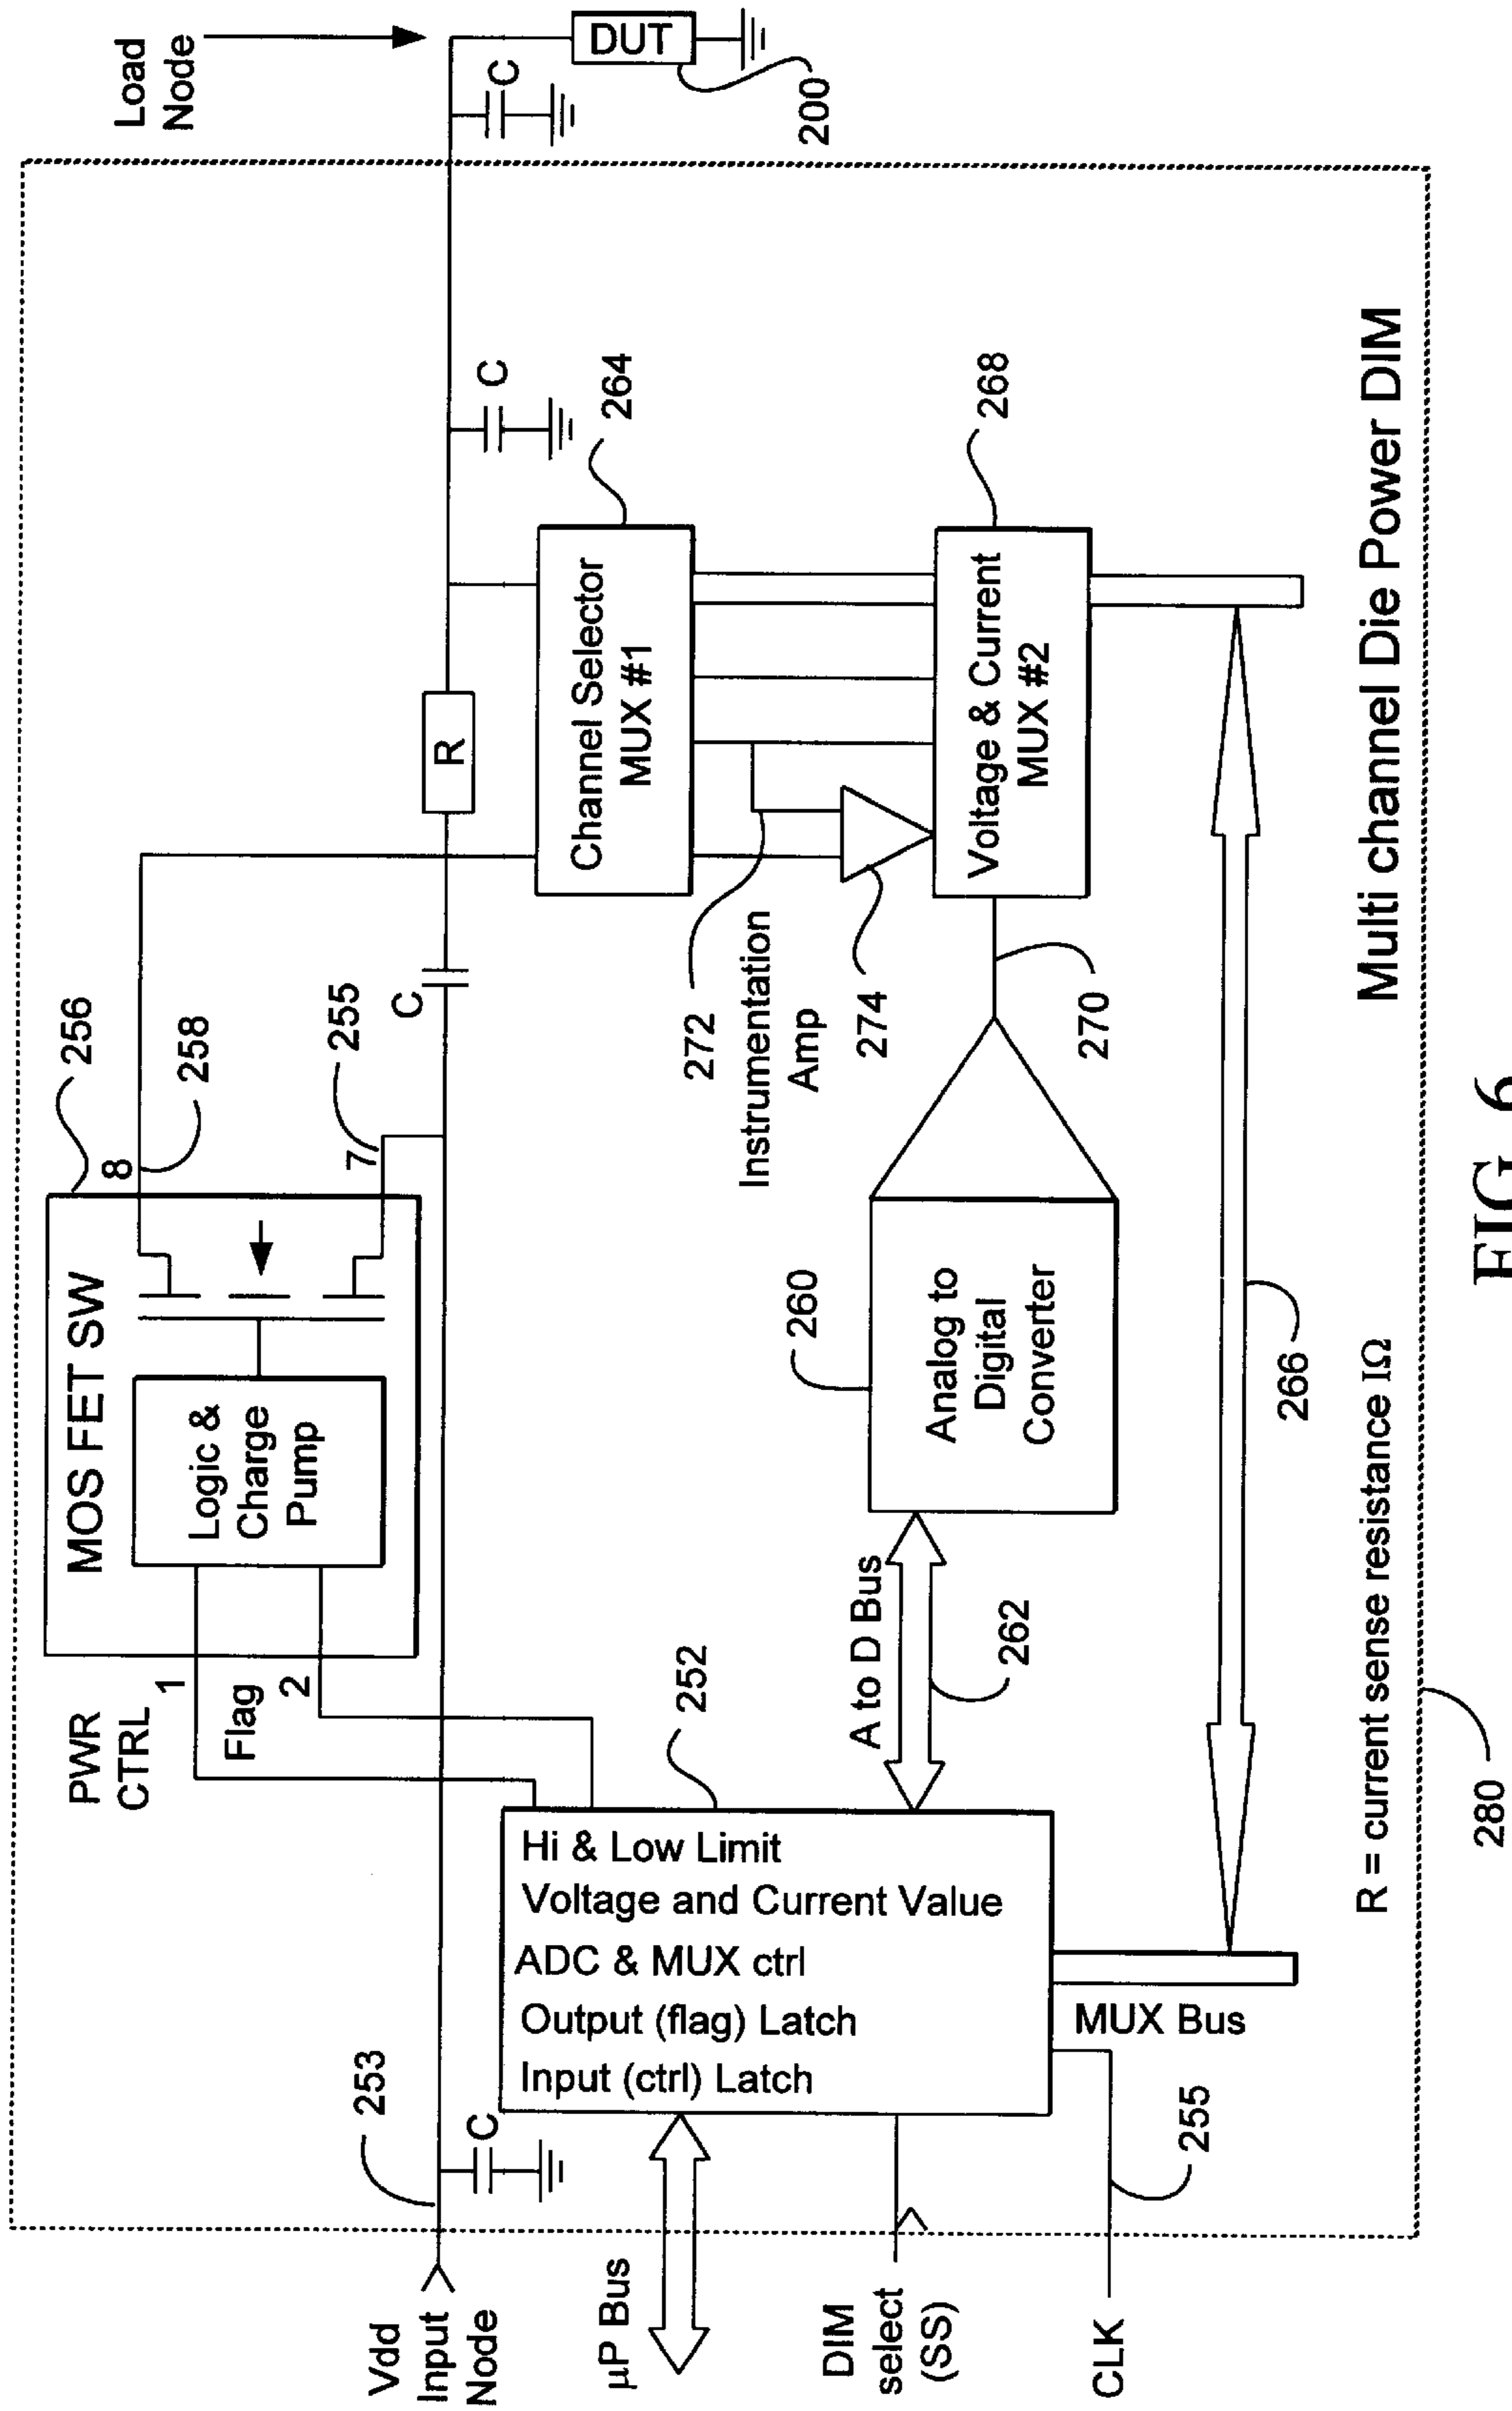 Load
Node
DUT
C
200
C
264
268
Channel Selector
MUX #1
Voltage & Current
MUX #2
R
C
272
Instrumentation
Amp
274
270
256
258
255
8
7
MOS FET SW
Logic &
Charge
Pump
260
Analog to
Digital
Converter
266
PWR
CTRL
1
Flag
2
252
A to D Bus
262
Hi & Low Limit
Voltage and Current Value
ADC & MUX ctrl
Output (flag) Latch
Input (ctrl) Latch
MUX Bus
253
C
255
Vdd
Input
Node
µP Bus
DIM
select
(SS)
CLK
R = current sense resistance IΩ
Multi channel Die Power DIM
280
FIG. 6